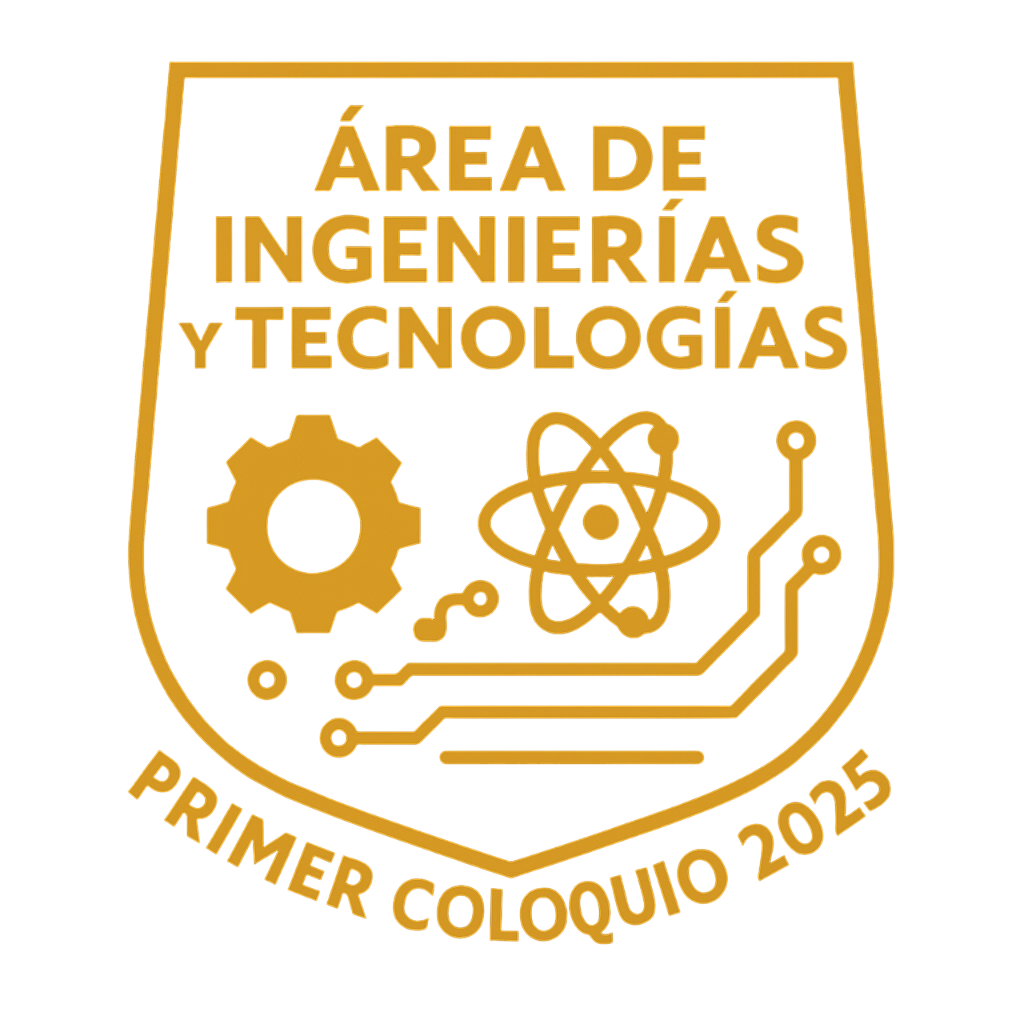 ÁREA DE
INGENIERÍAS
Y TECNOLOGÍAS
PRIMER COLOQUIO 2025